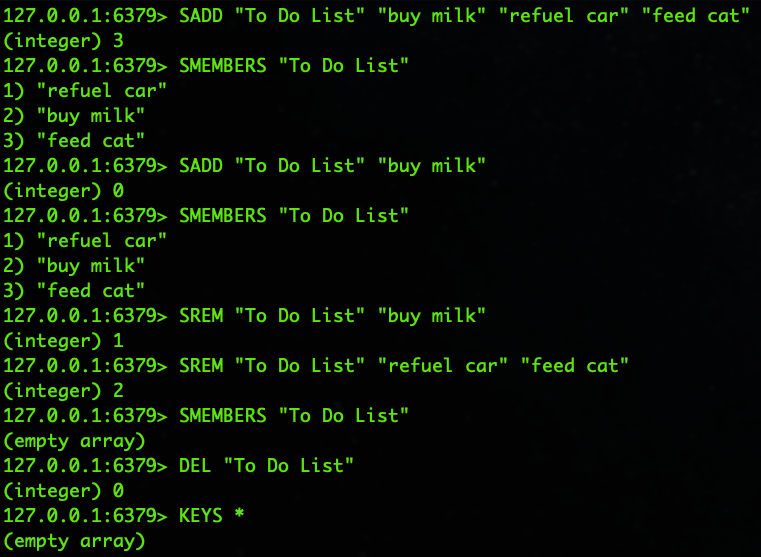 127.0.0.1:6379> SADD "To Do List" "buy milk" "refuel car" "feed cat"
(integer) 3
127.0.0.1:6379> SMEMBERS "To Do List"
1) "refuel car"
2) "buy milk"
3) "feed cat"
127.0.0.1:6379> SADD "To Do List" "buy milk"
(integer) 0
127.0.0.1:6379> SMEMBERS "To Do List"
1) "refuel car"
2) "buy milk"
3) "feed cat"
127.0.0.1:6379> SREM "To Do List" "buy milk"
(integer) 1
127.0.0.1:6379> SREM "To Do List" "refuel car" "feed cat"
(integer) 2
127.0.0.1:6379> SMEMBERS "To Do List"
(empty array)
127.0.0.1:6379> DEL "To Do List"
(integer) 0
127.0.0.1:6379> KEYS *
(empty array)